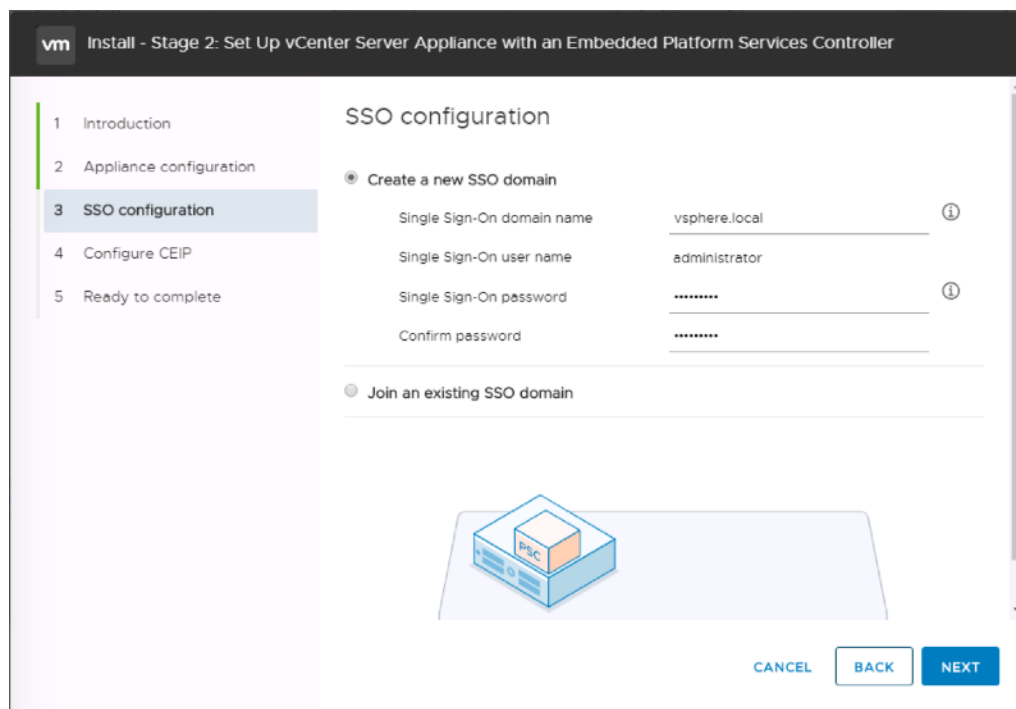 vm Install - Stage 2: Set Up vCenter Server Appliance with an Embedded Platform Services Controller
1 Introduction
2 Appliance configuration
3 SSO configuration
4 Configure CEIP
5 Ready to complete
SSO configuration
Create a new SSO domain
Single Sign-On domain name vsphere.local
Single Sign-On user name administrator
Single Sign-On password •••••••••
Confirm password •••••••••
Join an existing SSO domain
PSC
CANCEL BACK NEXT